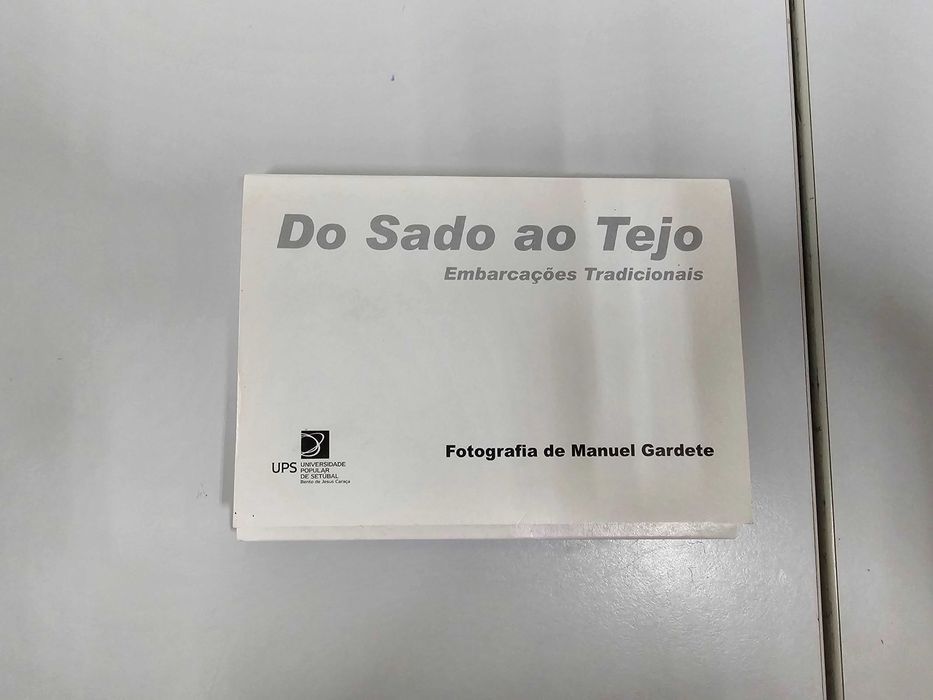 Do Sado ao Tejo
Embarcações Tradicionais
Fotografia de Manuel Gardete
UPS
UNIVERSIDADE
POPULAR
DE SETÚBAL
Bento de Jesus Caraça